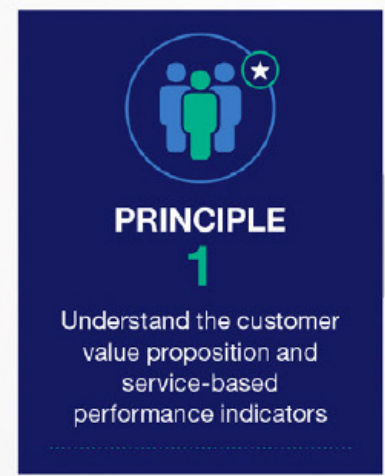 PRINCIPLE
1
Understand the customer
value proposition and
service-based
performance indicators